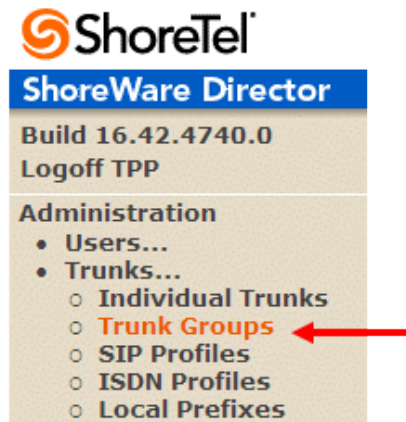 ShoreTel
ShoreWare Director
Build 16.42.4740.0
Logoff TPP
Administration
• Users...
• Trunks...
○ Individual Trunks
○ Trunk Groups
○ SIP Profiles
○ ISDN Profiles
○ Local Prefixes